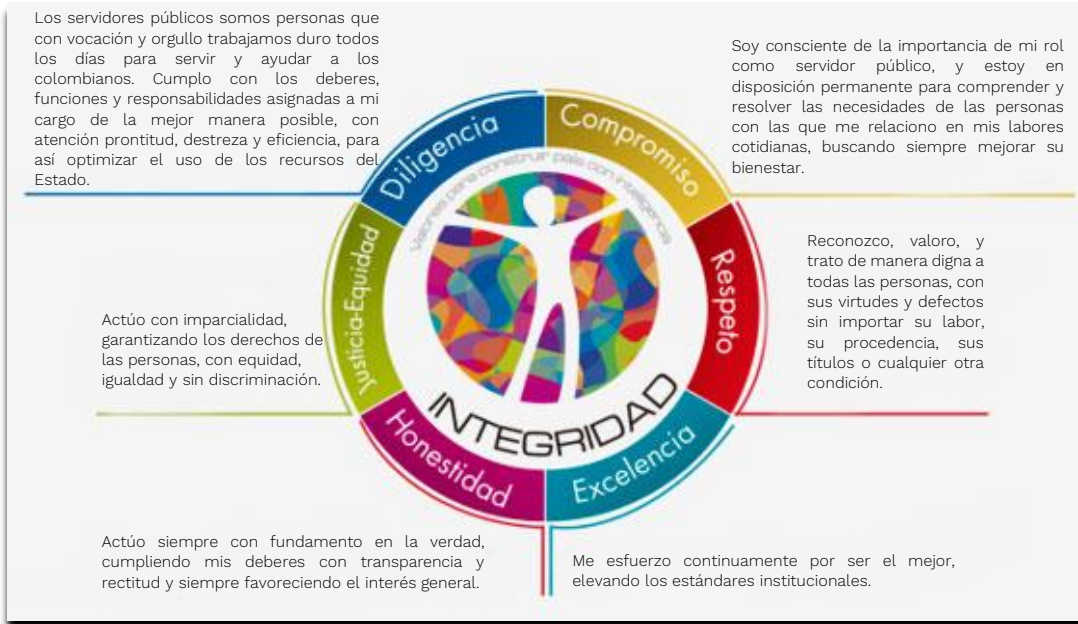 Los servidores públicos somos personas que
con vocación y orgullo trabajamos duro todos
los días para servir y ayudar a los
colombianos. Cumplo con los deberes,
funciones y responsabilidades asignadas a mi
cargo de la mejor manera posible, con
atención prontitud, destreza y eficiencia, para
así optimizar el uso de los recursos del
Estado.
Soy consciente de la importancia de mi rol
como servidor público, y estoy en
disposición permanente para comprender y
resolver las necesidades de las personas
con las que me relaciono en mis labores
cotidianas, buscando siempre mejorar su
bienestar.
Diligencia
Compromiso
Valores para construir país con inteligencia
Justicia-Equidad
Respeto
Reconozco, valoro, y
trato de manera digna a
todas las personas, con
sus virtudes y defectos
sin importar su labor,
su procedencia, sus
títulos o cualquier otra
condición.
Actúo con imparcialidad,
garantizando los derechos de
las personas, con equidad,
igualdad y sin discriminación.
INTEGRIDAD
Honestidad
Excelencia
Actúo siempre con fundamento en la verdad,
cumpliendo mis deberes con transparencia y
rectitud y siempre favoreciendo el interés general.
Me esfuerzo continuamente por ser el mejor,
elevando los estándares institucionales.